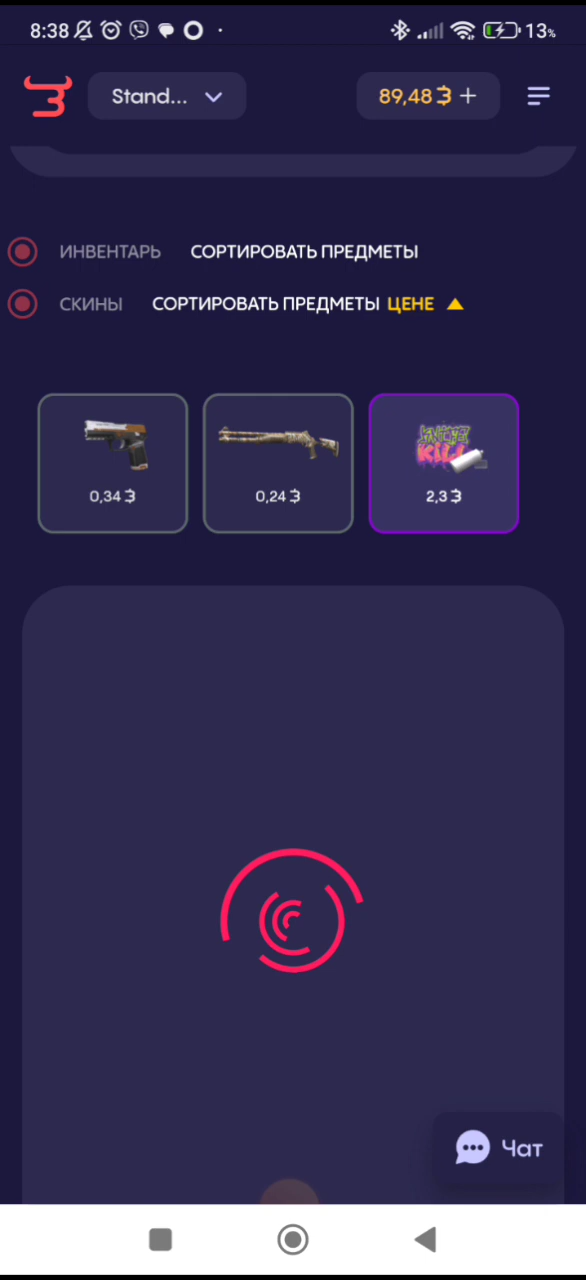 8:38 13%
Stand... 89,48 +
ИНВЕНТАРЬ СОРТИРОВАТЬ ПРЕДМЕТЫ
СКИНЫ СОРТИРОВАТЬ ПРЕДМЕТЫ ЦЕНЕ
KILL
0,34 0,24 2,3
Чат